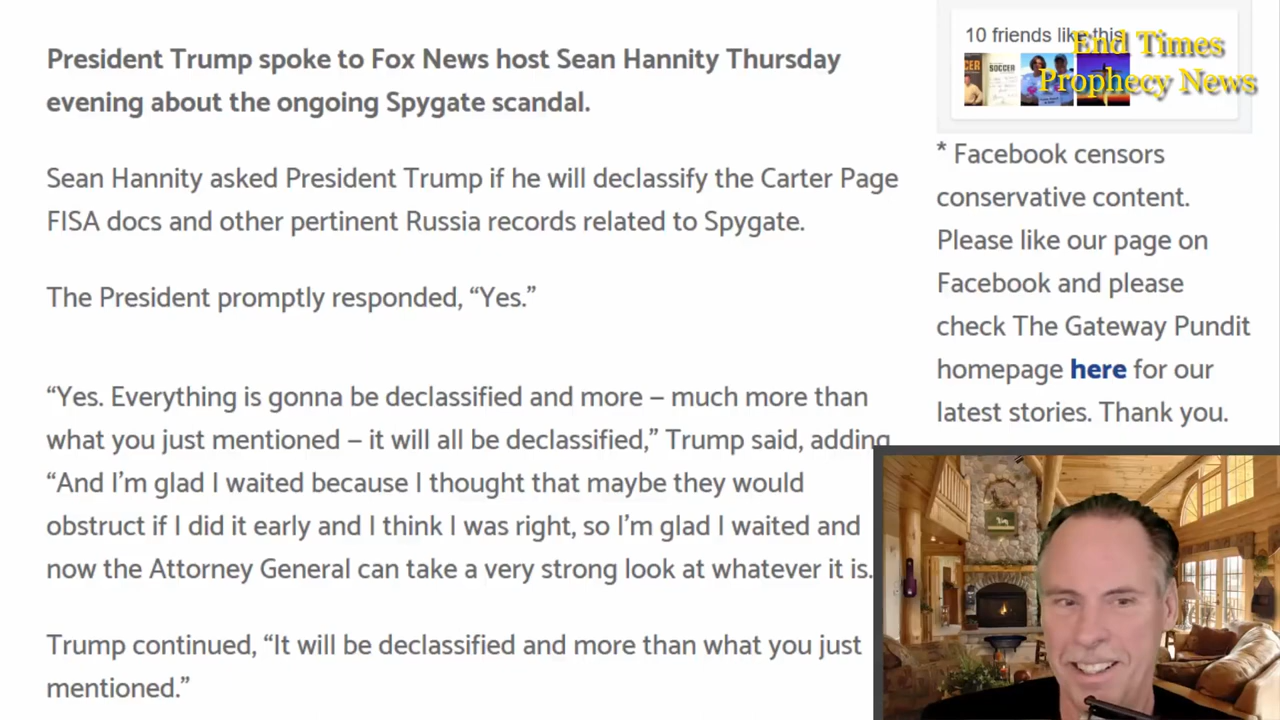 President Trump spoke to Fox News host Sean Hannity Thursday
evening about the ongoing Spygate scandal.
Sean Hannity asked President Trump if he will declassify the Carter Page
FISA docs and other pertinent Russia records related to Spygate.
The President promptly responded, “Yes.”
“Yes. Everything is gonna be declassified and more – much more than
what you just mentioned – it will all be declassified,” Trump said, adding
“And I’m glad I waited because I thought that maybe they would
obstruct if I did it early and I think I was right, so I’m glad I waited and
now the Attorney General can take a very strong look at whatever it is.
Trump continued, “It will be declassified and more than what you just
mentioned.”
10 friends like this
End Times
Prophecy News
SOCCER
* Facebook censors
conservative content.
Please like our page on
Facebook and please
check The Gateway Pundit
homepage here for our
latest stories. Thank you.